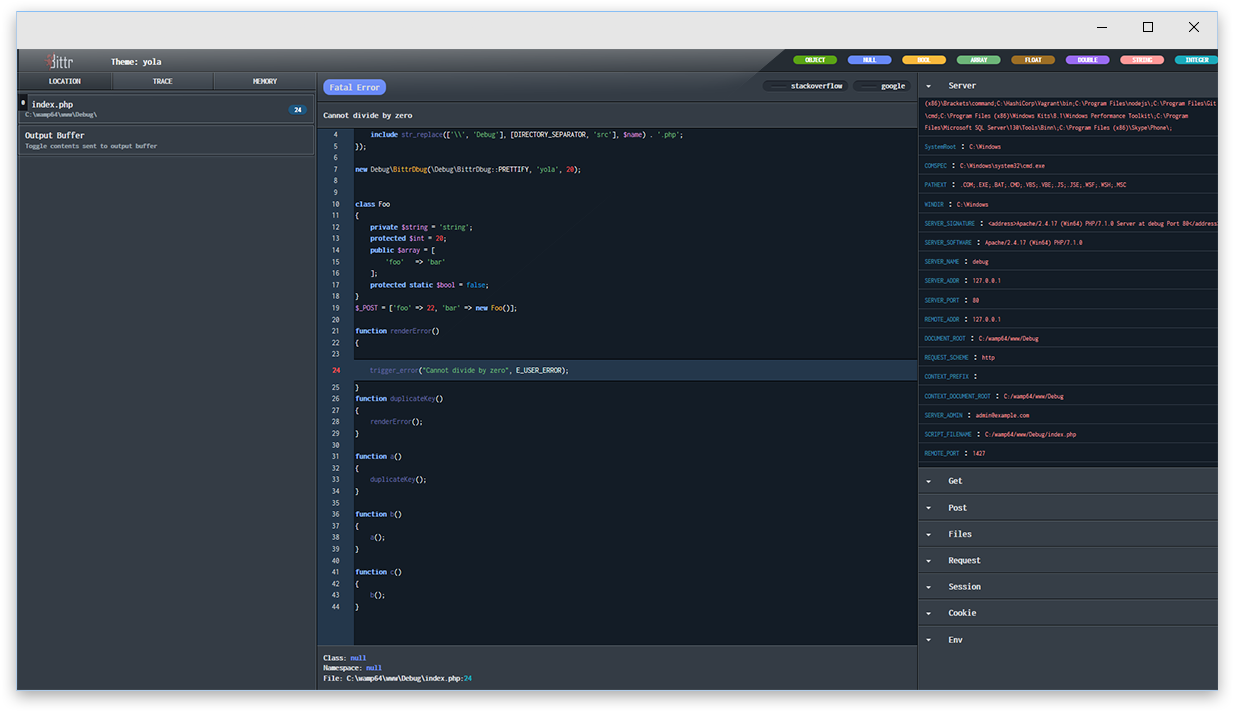 Bittr
Theme: yola
OBJECT NULL BOOL ARRAY FLOAT DOUBLE STRING INTEGER
LOCATION TRACE MEMORY
0 index.php
C:\wamp64\www\Debug\
24
Output Buffer
Toggle contents sent to output buffer
Fatal Error
stackoverflow google
Cannot divide by zero
4 include str_replace(['\\', 'Debug'], [DIRECTORY_SEPARATOR, 'src'], $name) . '.php';
5 });
6
7 new Debug\BittrDbug(\Debug\BittrDbug::PRETTIFY, 'yola', 20);
8
9
10 class Foo
11 {
12 private $string = 'string';
13 protected $int = 20;
14 public $array = [
15 'foo' => 'bar'
16 ];
17 protected static $bool = false;
18 }
19 $_POST = ['foo' => 22, 'bar' => new Foo()];
20
21 function renderError()
22 {
23
24 trigger_error("Cannot divide by zero", E_USER_ERROR);
25 }
26 function duplicateKey()
27 {
28 renderError();
29 }
30
31 function a()
32 {
33 duplicateKey();
34 }
35
36 function b()
37 {
38 a();
39 }
40
41 function c()
42 {
43 b();
44 }
Class: null
Namespace: null
File: C:\wamp64\www\Debug\index.php:24
Server
(x86)\Brackets\command;C:\HashiCorp\Vagrant\bin;C:\Program Files\nodejs\;C:\Program Files\Git
\cmd;C:\Program Files (x86)\Windows Kits\8.1\Windows Performance Toolkit\;C:\Program
Files\Microsoft SQL Server\130\Tools\Binn\;C:\Program Files (x86)\Skype\Phone\;
SystemRoot : C:\Windows
COMSPEC : C:\Windows\system32\cmd.exe
PATHEXT : .COM;.EXE;.BAT;.CMD;.VBS;.VBE;.JS;.JSE;.WSF;.WSH;.MSC
WINDIR : C:\Windows
SERVER_SIGNATURE : <address>Apache/2.4.17 (Win64) PHP/7.1.0 Server at debug Port 80</address
SERVER_SOFTWARE : Apache/2.4.17 (Win64) PHP/7.1.0
SERVER_NAME : debug
SERVER_ADDR : 127.0.0.1
SERVER_PORT : 80
REMOTE_ADDR : 127.0.0.1
DOCUMENT_ROOT : C:/wamp64/www/Debug
REQUEST_SCHEME : http
CONTEXT_PREFIX :
CONTEXT_DOCUMENT_ROOT : C:/wamp64/www/Debug
SERVER_ADMIN : admin@example.com
SCRIPT_FILENAME : C:/wamp64/www/Debug/index.php
REMOTE_PORT : 1427
Get
Post
Files
Request
Session
Cookie
Env